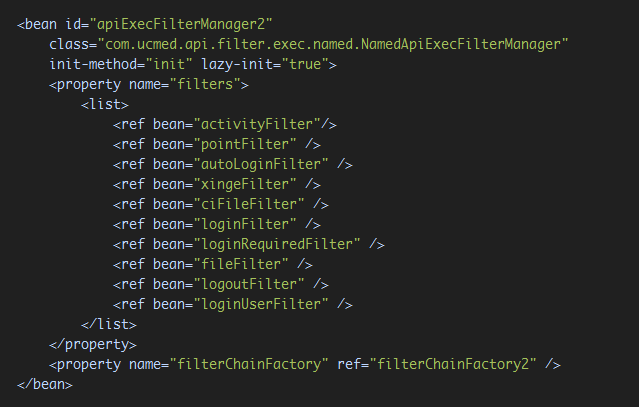 <bean id="apiExecFilterManager2"
    class="com.ucmed.api.filter.exec.named.NamedApiExecFilterManager"
    init-method="init" lazy-init="true">
    <property name="filters">
        <list>
            <ref bean="activityFilter"/>
            <ref bean="pointFilter" />
            <ref bean="autoLoginFilter" />
            <ref bean="xingeFilter" />
            <ref bean="ciFileFilter" />
            <ref bean="loginFilter" />
            <ref bean="loginRequiredFilter" />
            <ref bean="fileFilter" />
            <ref bean="logoutFilter" />
            <ref bean="loginUserFilter" />
        </list>
    </property>
    <property name="filterChainFactory" ref="filterChainFactory2" />
</bean>